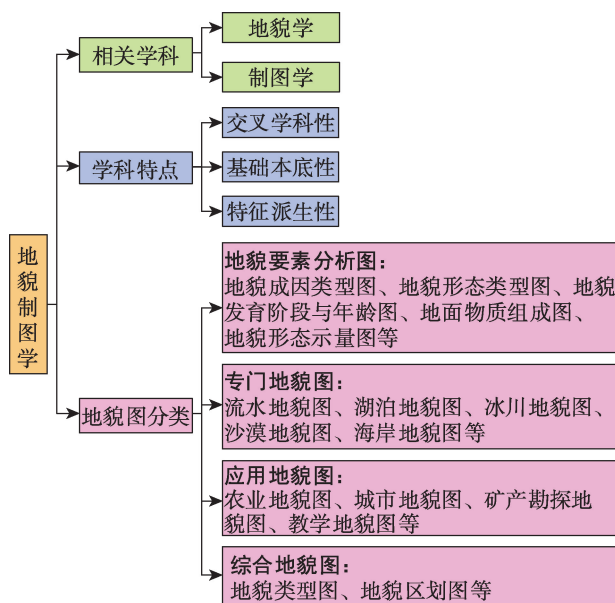 地貌制图学
相关学科
地貌学
制图学
学科特点
交叉学科性
基础本底性
特征派生性
地貌图分类
地貌要素分析图：
地貌成因类型图、地貌形态类型图、地貌
发育阶段与年龄图、地面物质组成图、
地貌形态示量图等
专门地貌图：
流水地貌图、湖泊地貌图、冰川地貌图、
沙漠地貌图、海岸地貌图等
应用地貌图：
农业地貌图、城市地貌图、矿产勘探地
貌图、教学地貌图等
综合地貌图：
地貌类型图、地貌区划图等